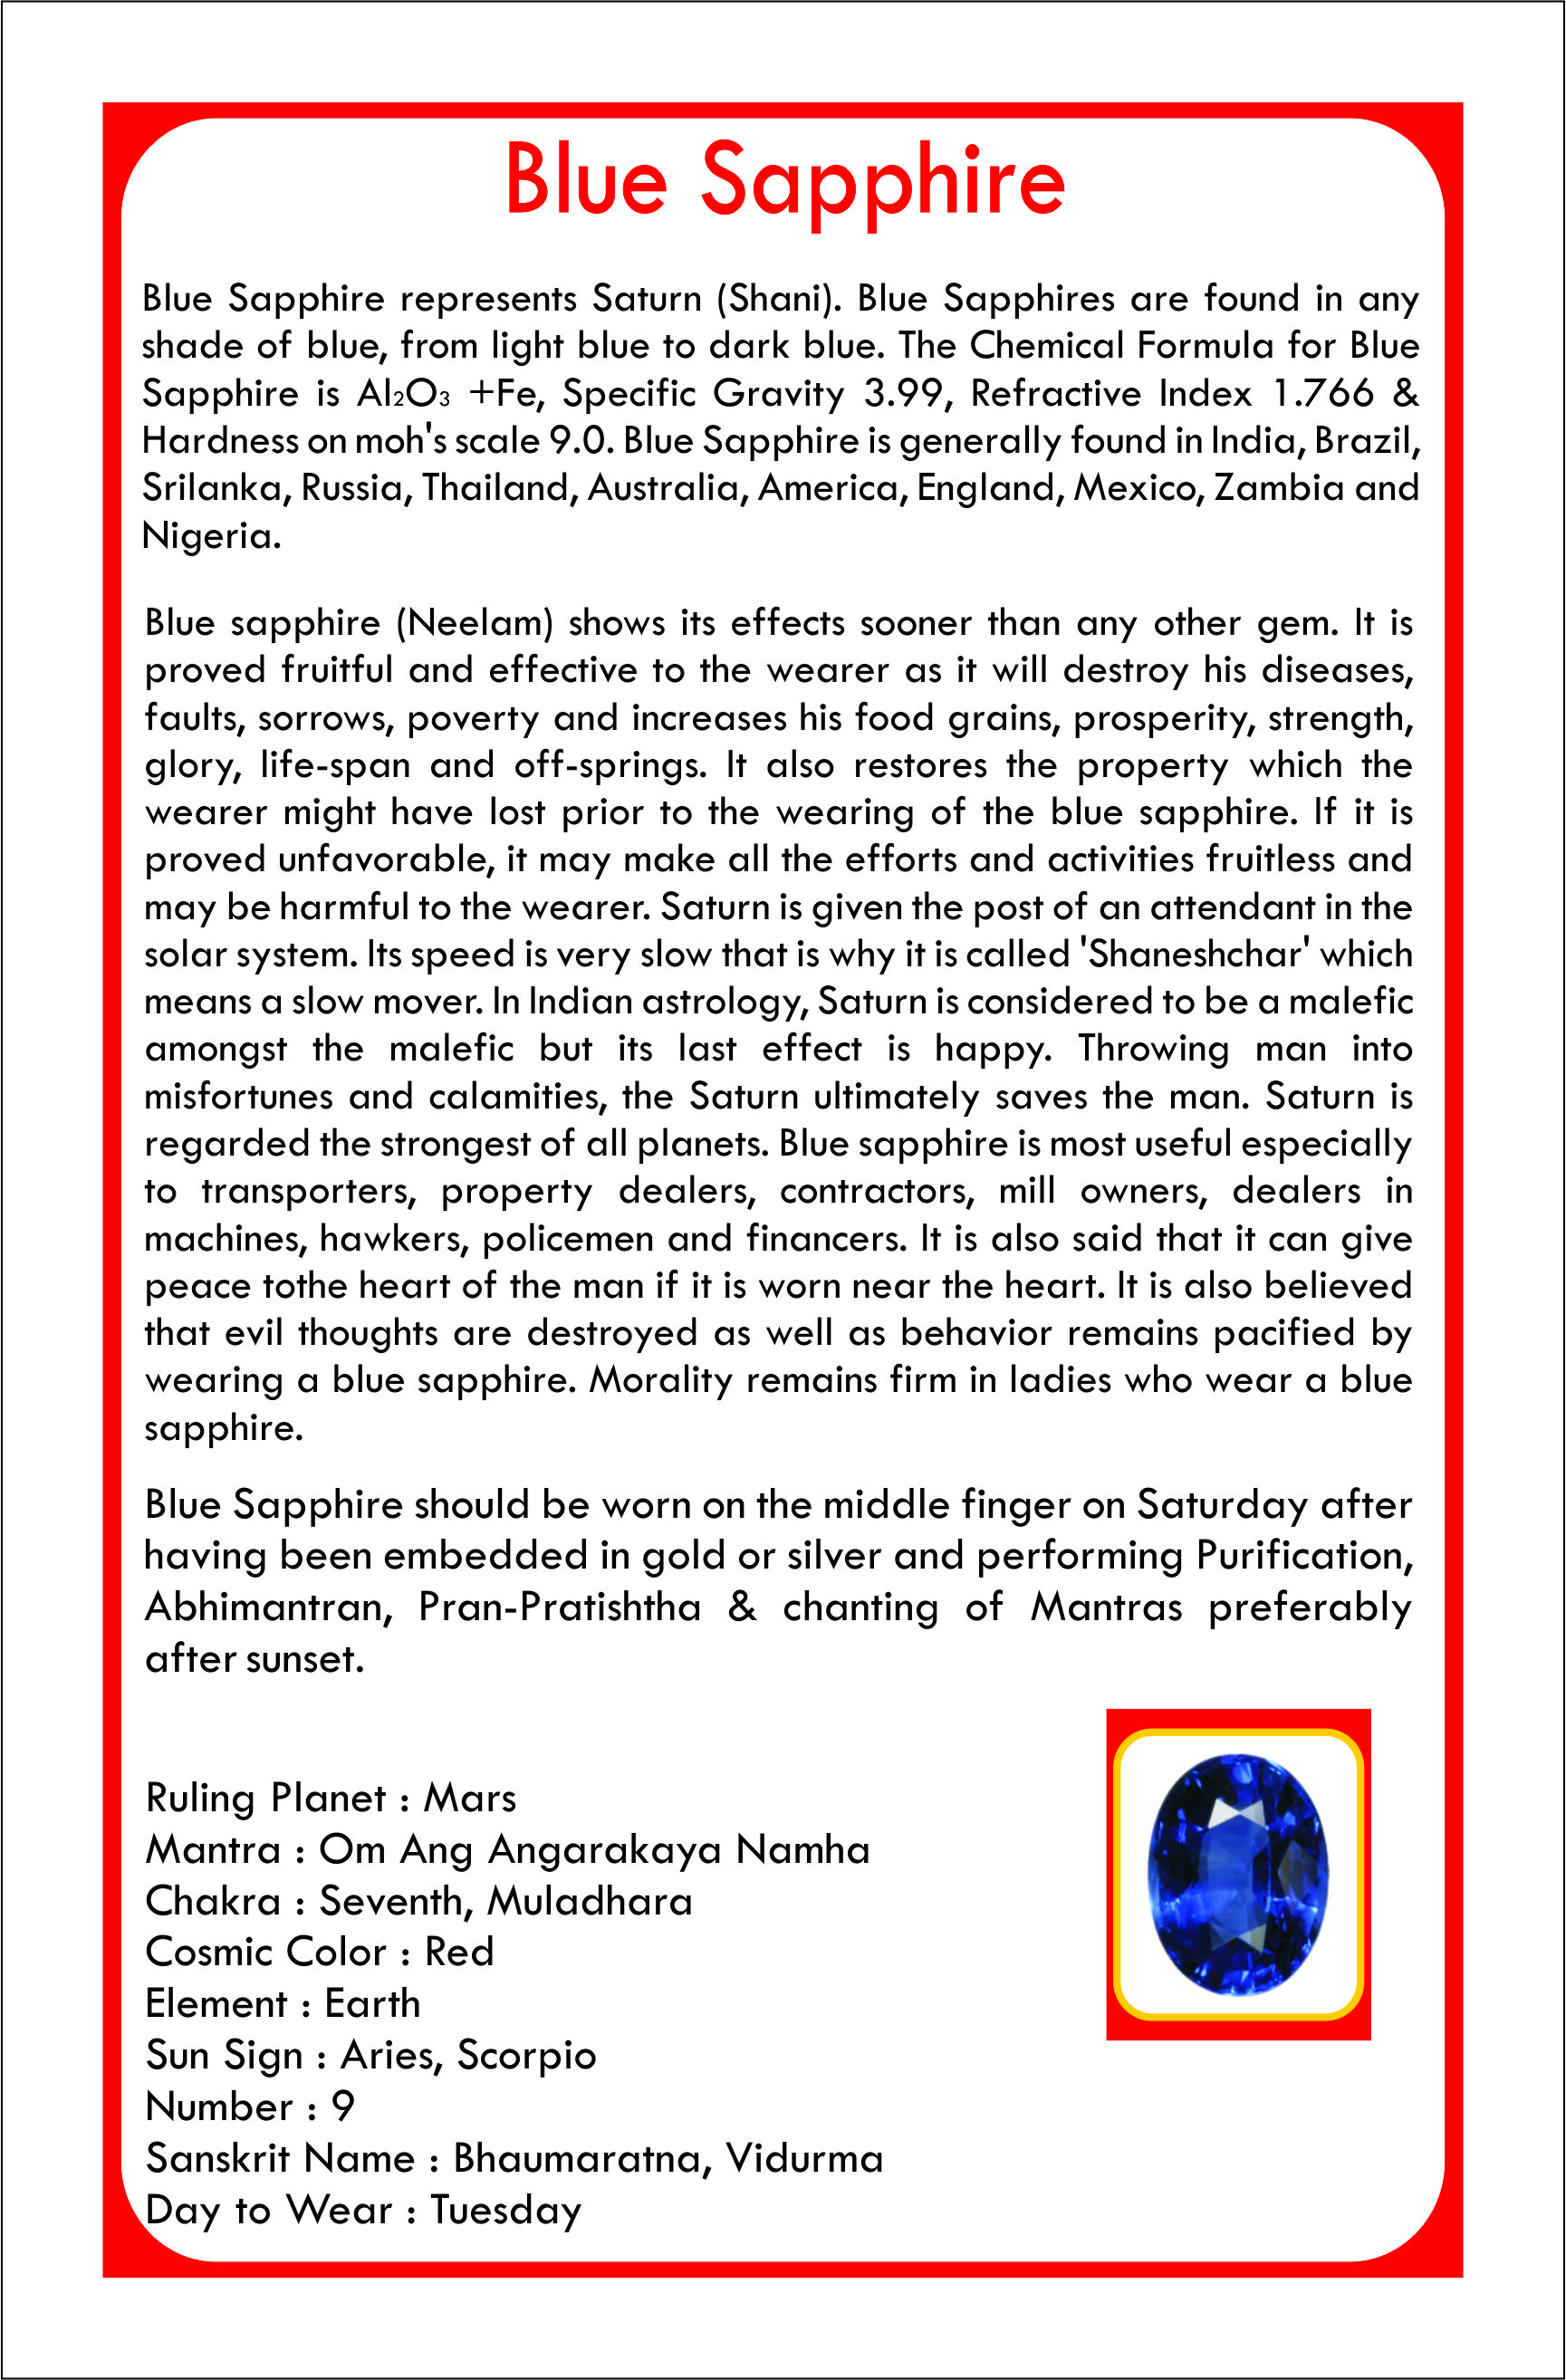 Blue Sapphire
Blue Sapphire represents Saturn (Shani). Blue Sapphires are found in any
shade of blue, from light blue to dark blue. The Chemical Formula for Blue
Sapphire is Al₂O₃ +Fe, Specific Gravity 3.99, Refractive Index 1.766 &
Hardness on moh's scale 9.0. Blue Sapphire is generally found in India, Brazil,
Srilanka, Russia, Thailand, Australia, America, England, Mexico, Zambia and
Nigeria.
Blue sapphire (Neelam) shows its effects sooner than any other gem. It is
proved fruitful and effective to the wearer as it will destroy his diseases,
faults, sorrows, poverty and increases his food grains, prosperity, strength,
glory, life-span and off-springs. It also restores the property which the
wearer might have lost prior to the wearing of the blue sapphire. If it is
proved unfavorable, it may make all the efforts and activities fruitless and
may be harmful to the wearer. Saturn is given the post of an attendant in the
solar system. Its speed is very slow that is why it is called 'Shaneshchar' which
means a slow mover. In Indian astrology, Saturn is considered to be a malefic
amongst the malefic but its last effect is happy. Throwing man into
misfortunes and calamities, the Saturn ultimately saves the man. Saturn is
regarded the strongest of all planets. Blue sapphire is most useful especially
to transporters, property dealers, contractors, mill owners, dealers in
machines, hawkers, policemen and financers. It is also said that it can give
peace tothe heart of the man if it is worn near the heart. It is also believed
that evil thoughts are destroyed as well as behavior remains pacified by
wearing a blue sapphire. Morality remains firm in ladies who wear a blue
sapphire.
Blue Sapphire should be worn on the middle finger on Saturday after
having been embedded in gold or silver and performing Purification,
Abhimantran, Pran-Pratishtha & chanting of Mantras preferably
after sunset.
Ruling Planet : Mars
Mantra : Om Ang Angarakaya Namha
Chakra : Seventh, Muladhara
Cosmic Color : Red
Element : Earth
Sun Sign : Aries, Scorpio
Number : 9
Sanskrit Name : Bhaumaratna, Vidurma
Day to Wear : Tuesday